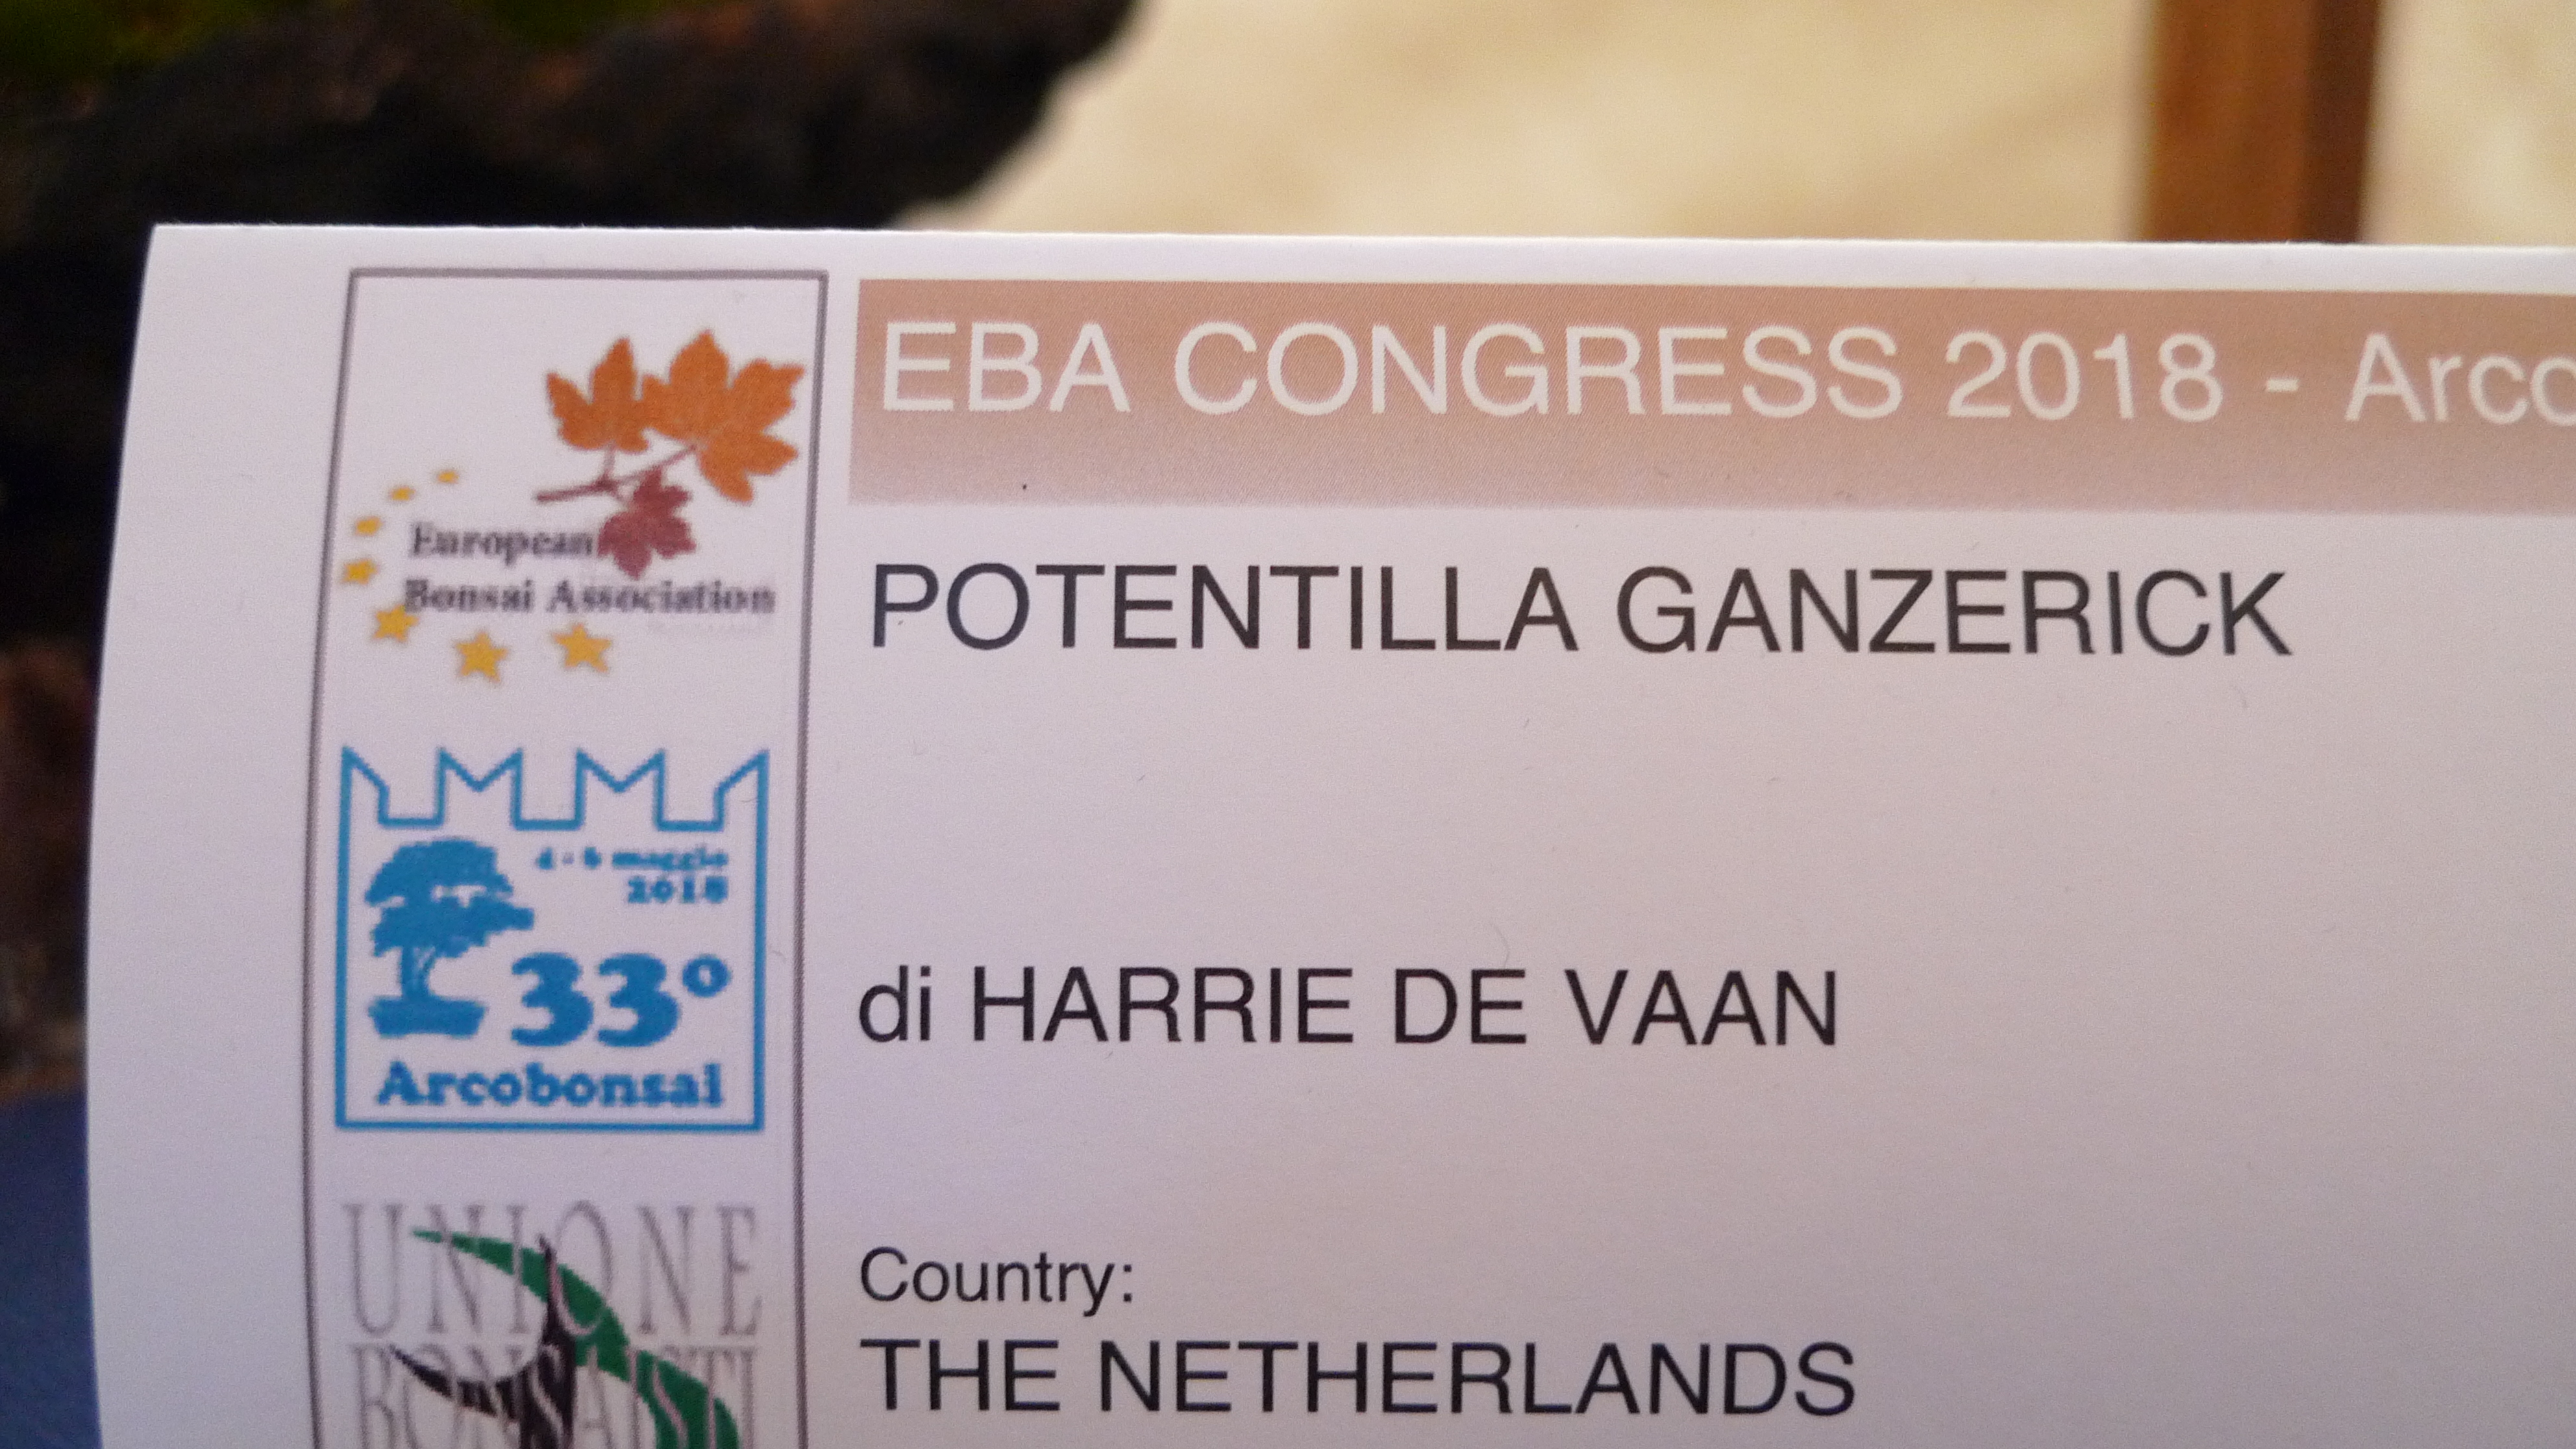 EBA CONGRESS 2018 - Arco
European
Bonsai Association
POTENTILLA GANZERICK
4 - 6 maggio
2018
33°
Arcobonsai
di HARRIE DE VAAN
UNIONE
BONSAISTI
Country:
THE NETHERLANDS